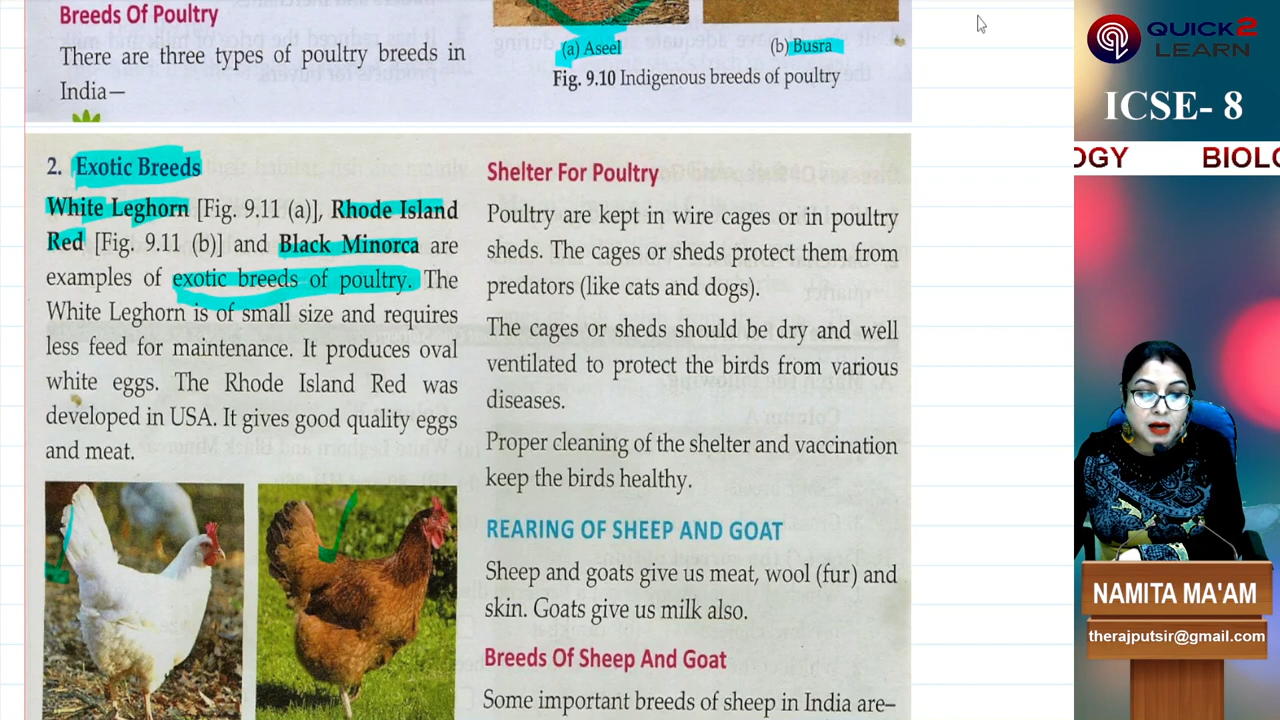 Breeds Of Poultry
There are three types of poultry breeds in
India—
(a) Aseel
(b) Busra
Fig. 9.10 Indigenous breeds of poultry
2. Exotic Breeds
White Leghorn [Fig. 9.11 (a)], Rhode Island
Red [Fig. 9.11 (b)] and Black Minorca are
examples of exotic breeds of poultry. The
White Leghorn is of small size and requires
less feed for maintenance. It produces oval
white eggs. The Rhode Island Red was
developed in USA. It gives good quality eggs
and meat.
Shelter For Poultry
Poultry are kept in wire cages or in poultry
sheds. The cages or sheds protect them from
predators (like cats and dogs).
The cages or sheds should be dry and well
ventilated to protect the birds from various
diseases.
Proper cleaning of the shelter and vaccination
keep the birds healthy.
REARING OF SHEEP AND GOAT
Sheep and goats give us meat, wool (fur) and
skin. Goats give us milk also.
Breeds Of Sheep And Goat
Some important breeds of sheep in India are–
QUICK2
LEARN
ICSE- 8
OGY BIOLO
NAMITA MA'AM
therajputsir@gmail.com